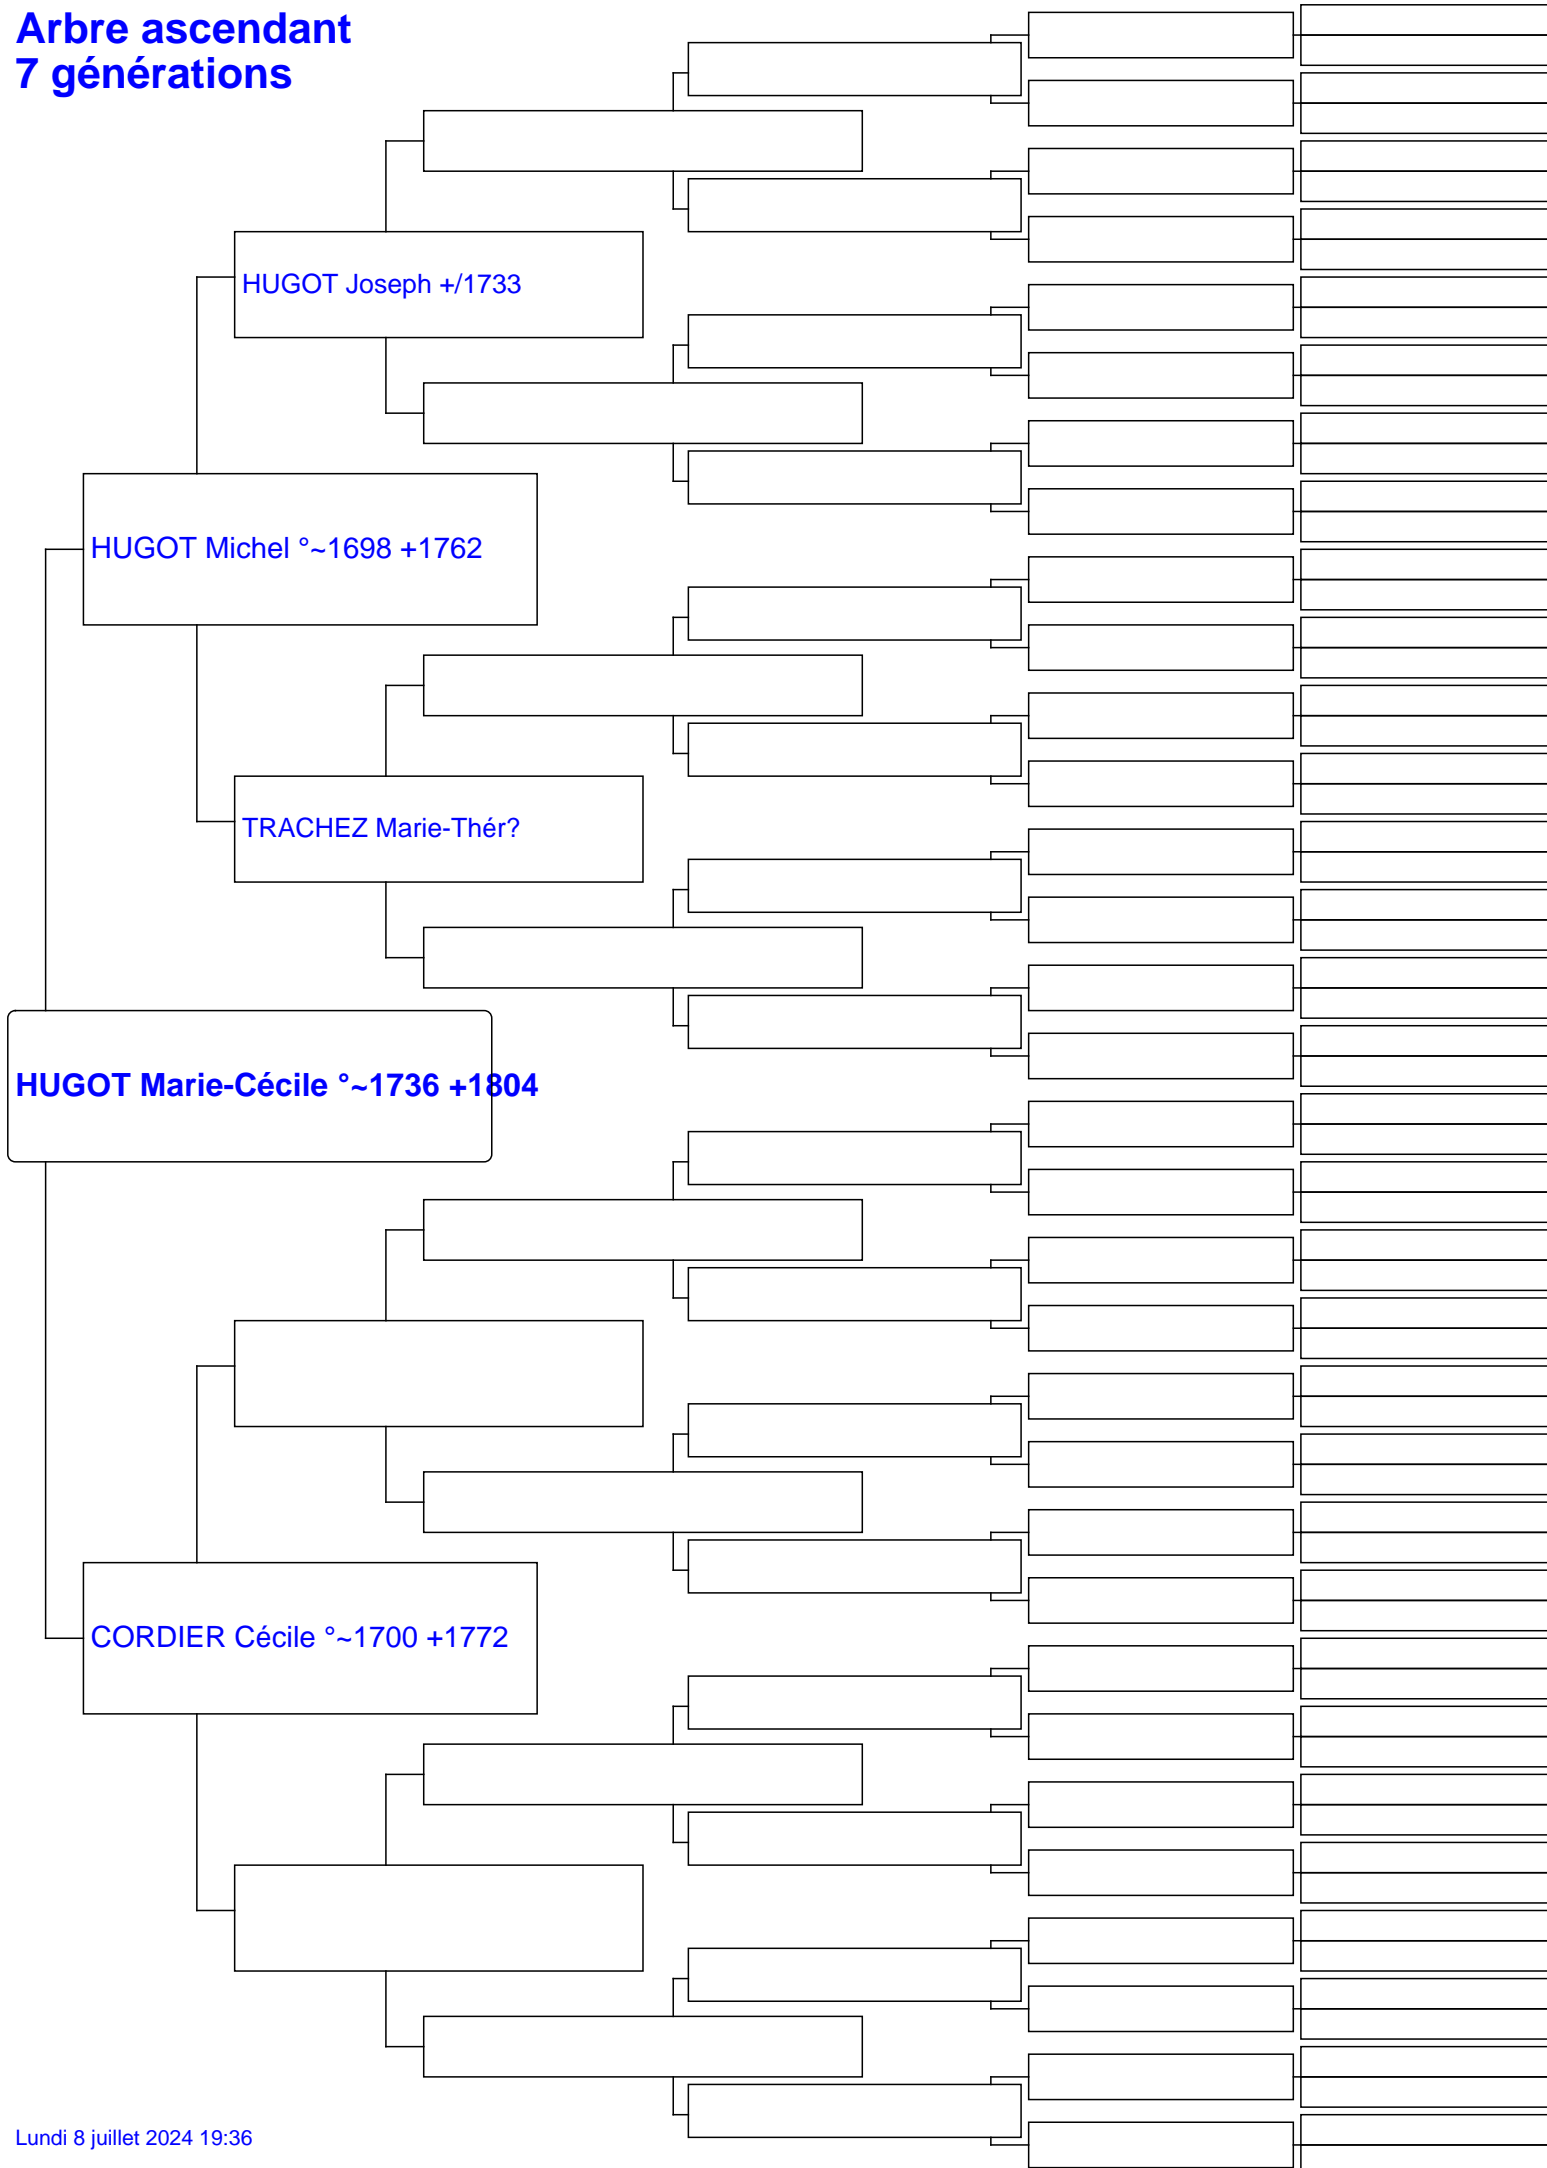 Arbre ascendant
7 générations
HUGOT Joseph +/1733
HUGOT Michel °~1698 +1762
TRACHEZ Marie-Thér?
HUGOT Marie-Cécile °~1736 +1804
CORDIER Cécile °~1700 +1772
Lundi 8 juillet 2024 19:36